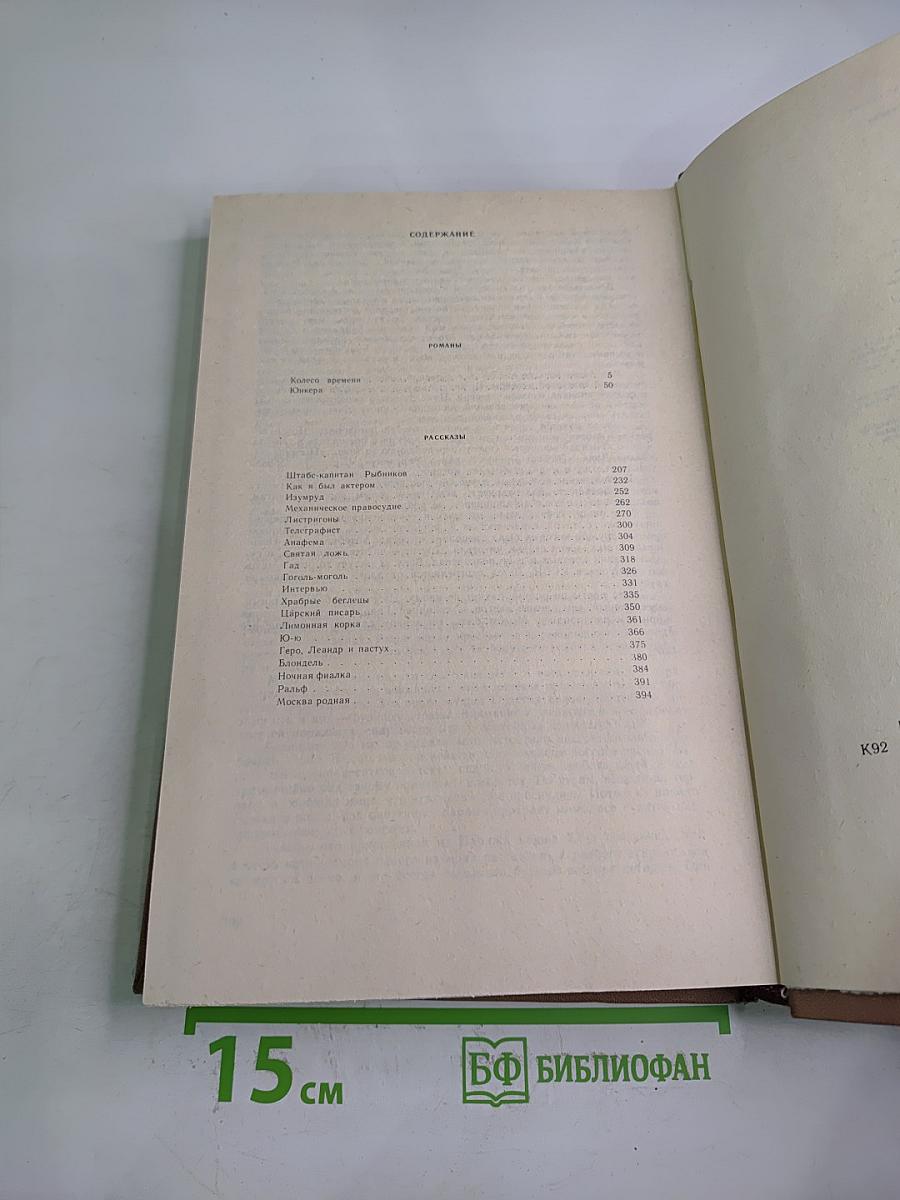 СОДЕРЖАНИЕ
РОМАНЫ
Колесо времени . . . . . . . . . . 5
Юнкера . . . . . . . . . . 50
РАССКАЗЫ
Штабс-капитан Рыбников . . . . . . . . . . 207
Как я был актером . . . . . . . . . . 232
Изумруд . . . . . . . . . . 252
Механическое правосудие . . . . . . . . . . 262
Листригоны . . . . . . . . . . 270
Телеграфист . . . . . . . . . . 300
Анафема . . . . . . . . . . 304
Святая ложь . . . . . . . . . . 309
Гад . . . . . . . . . . 318
Гоголь-моголь . . . . . . . . . . 326
Интервью . . . . . . . . . . 331
Храбрые беглецы . . . . . . . . . . 335
Царский писарь . . . . . . . . . . 350
Лимонная корка . . . . . . . . . . 361
Ю-ю . . . . . . . . . . 366
Геро, Леандр и пастух . . . . . . . . . . 375
Блондель . . . . . . . . . . 380
Ночная фиалка . . . . . . . . . . 384
Ральф . . . . . . . . . . 391
Москва родная . . . . . . . . . . 394
К92
15 см
БФ БИБЛИОФАН